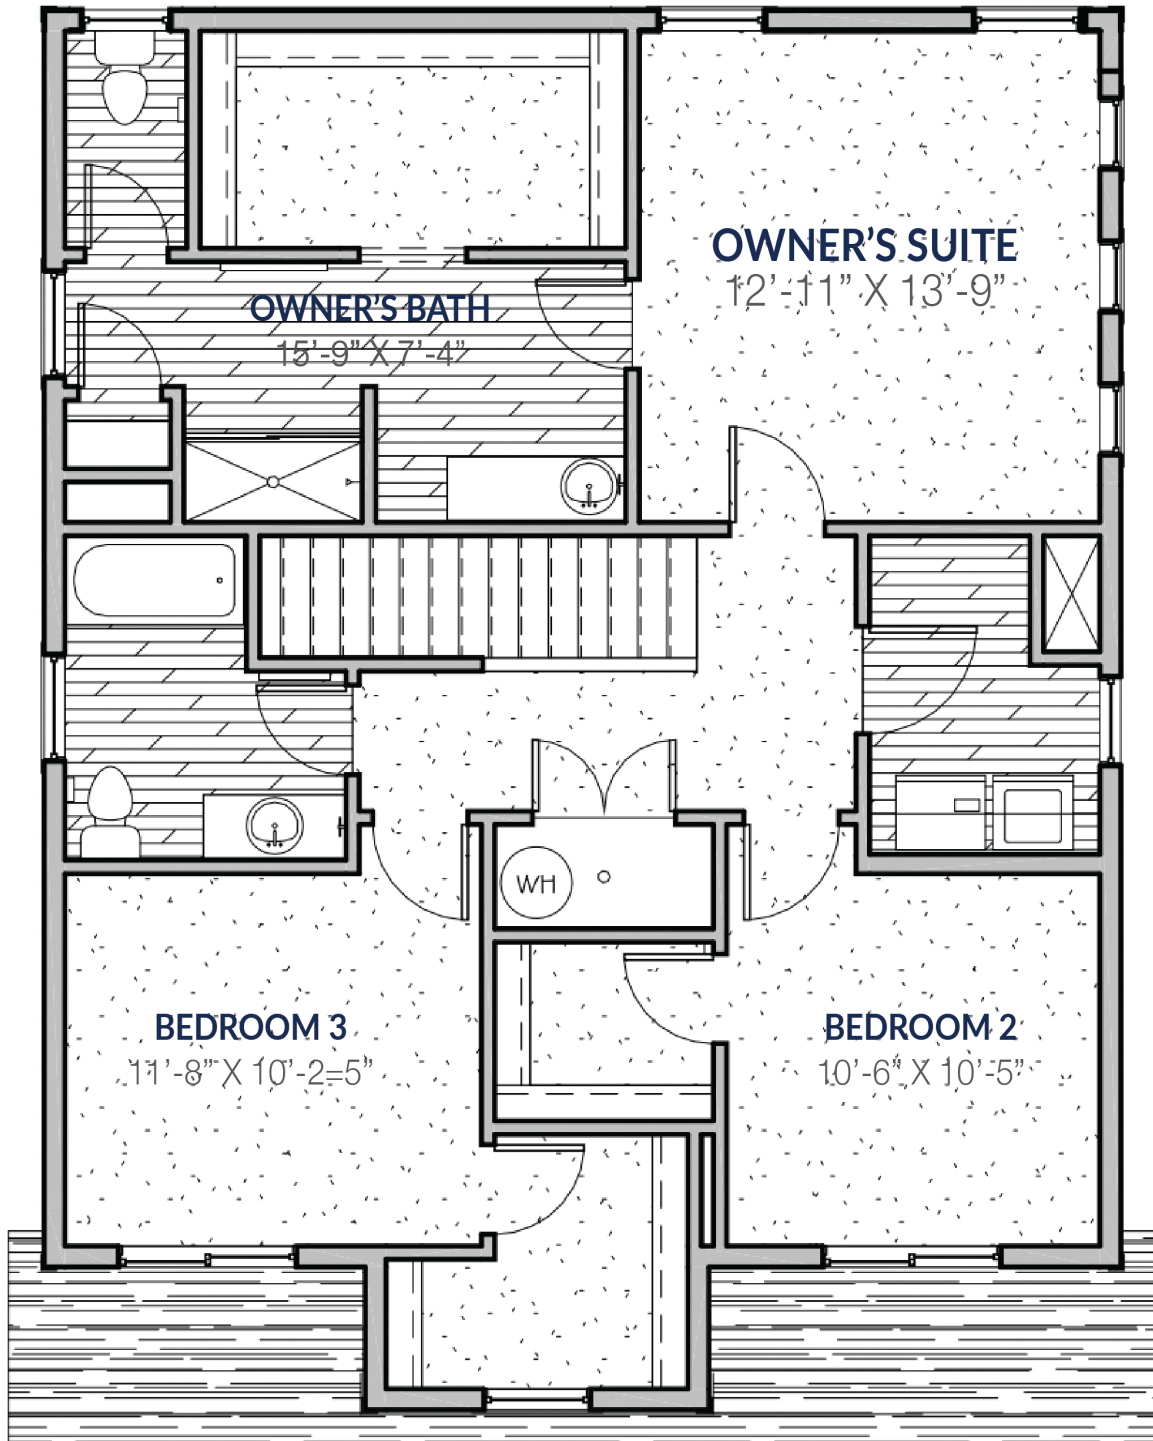 OWNER’S SUITE
12’-11” X 13’-9”
OWNER’S BATH
15’-9” X 7’-4”
WH
BEDROOM 3
11’-8” X 10’-2=5”
BEDROOM 2
10’-6” X 10’-5”